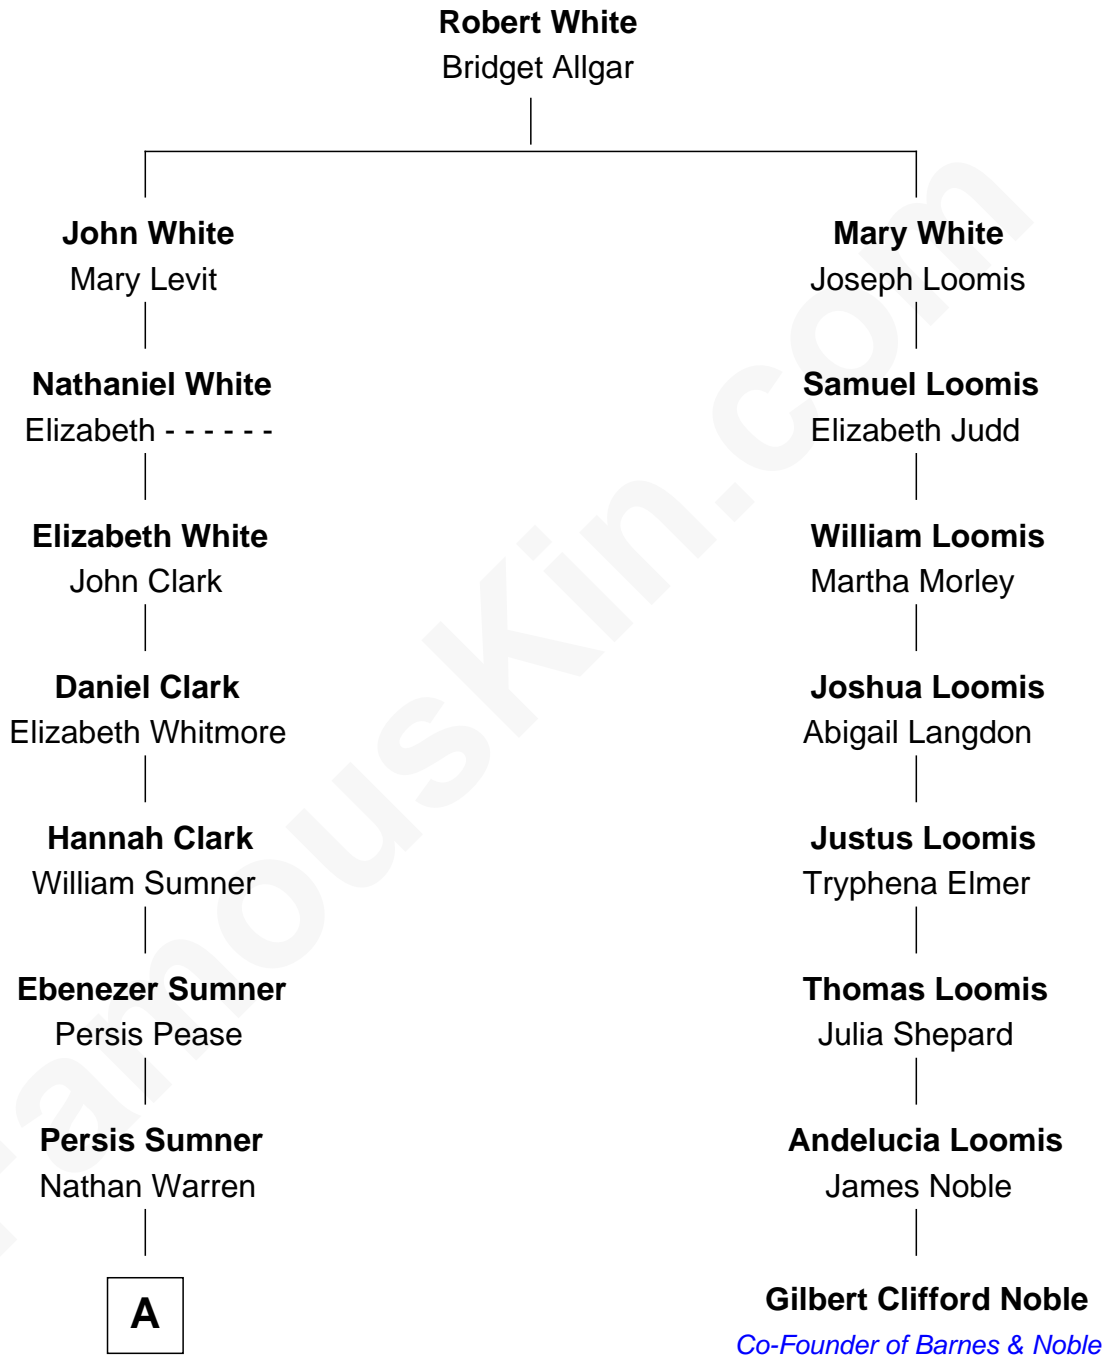 Robert White
Bridget Allgar
John White
Mary Levit
Mary White
Joseph Loomis
Nathaniel White
Elizabeth - - - - - -
Samuel Loomis
Elizabeth Judd
Elizabeth White
John Clark
William Loomis
Martha Morley
Daniel Clark
Elizabeth Whitmore
Joshua Loomis
Abigail Langdon
Hannah Clark
William Sumner
Justus Loomis
Tryphena Elmer
Ebenezer Sumner
Persis Pease
Thomas Loomis
Julia Shepard
Persis Sumner
Nathan Warren
Andelucia Loomis
James Noble
A
Gilbert Clifford Noble
Co-Founder of Barnes & Noble
FamousKin.com